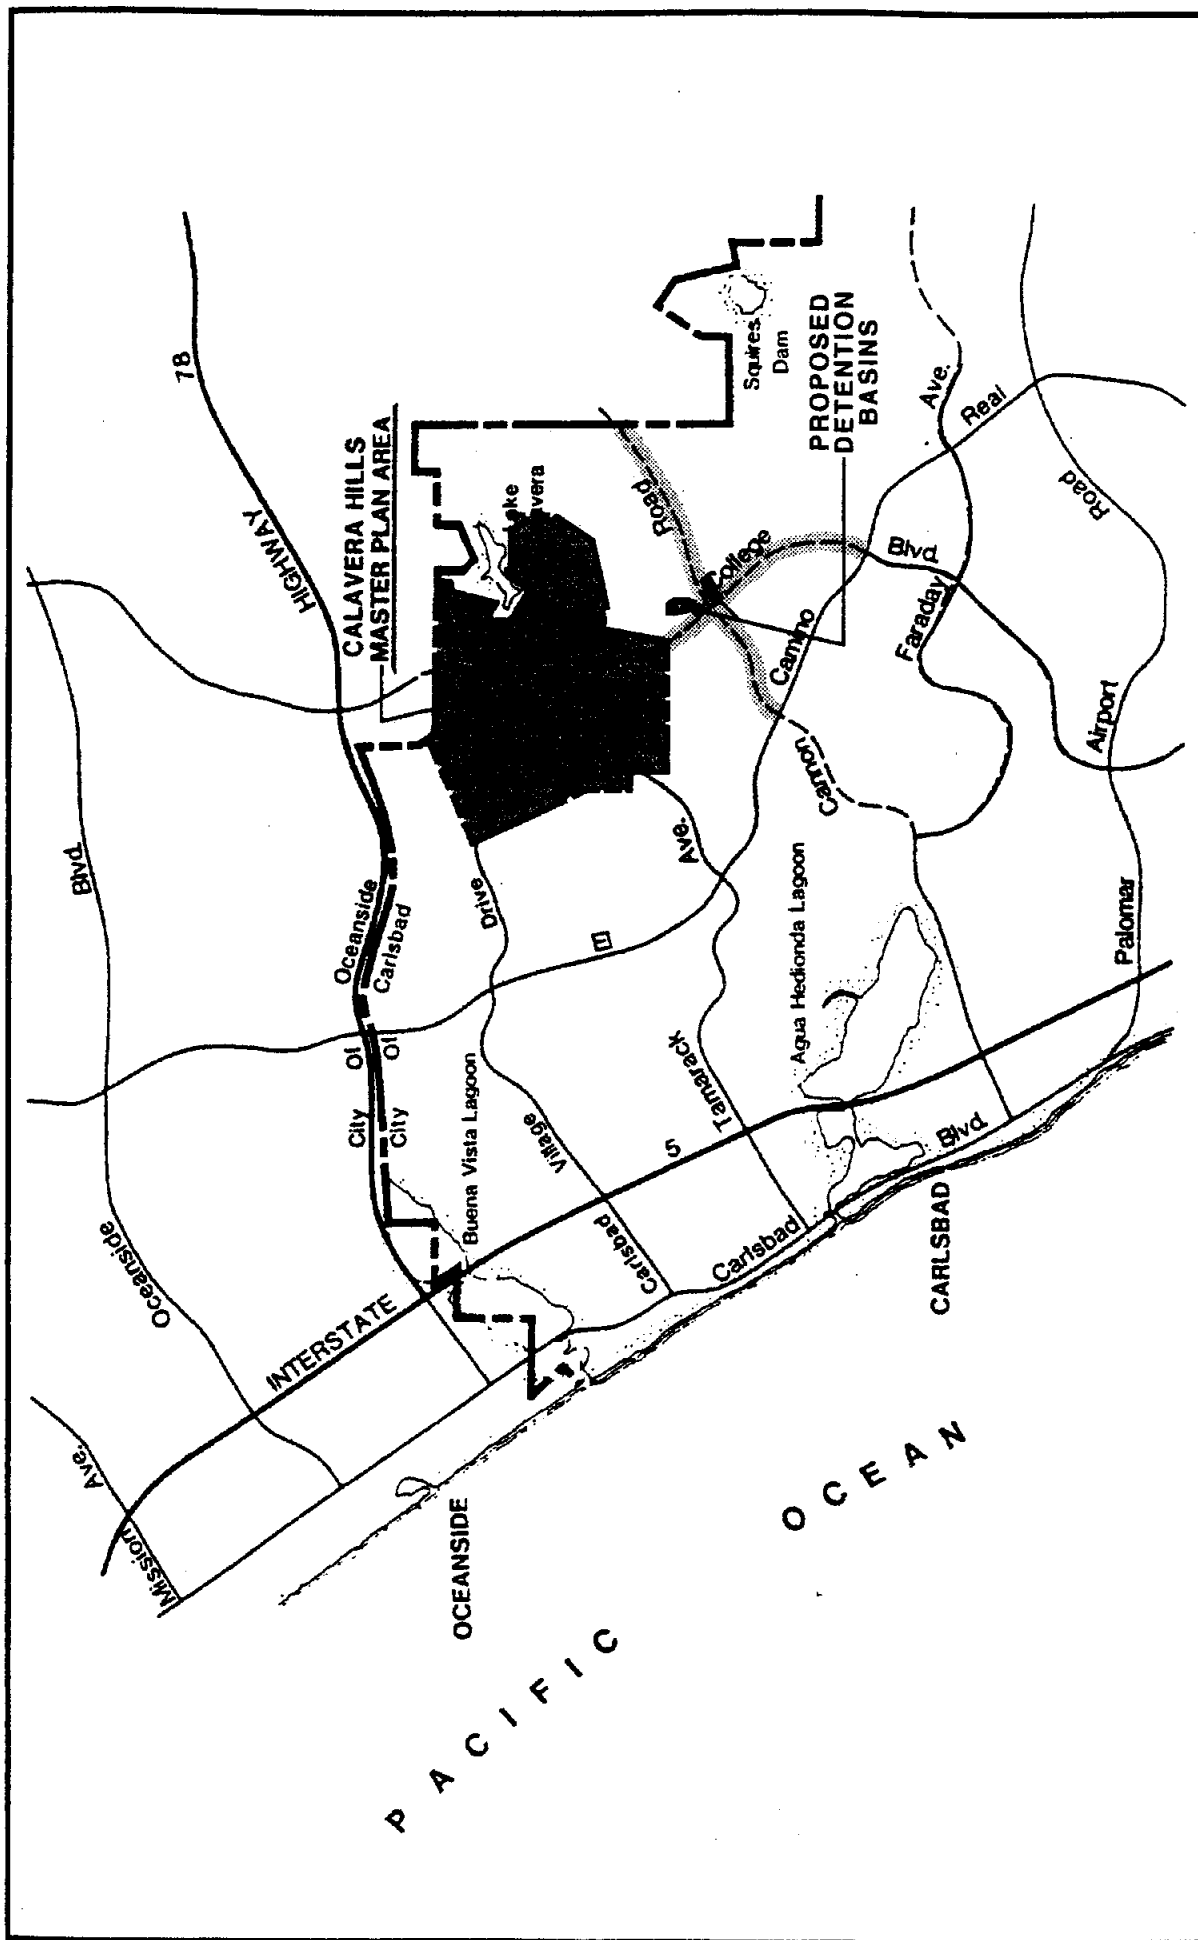 78
HIGHWAY
CALAVERA HILLS
MASTER PLAN AREA
Lake
avera
Squires
Dam
PROPOSED
DETENTION
BASINS
Road
College
Blvd.
Ave.
Real
Faraday
Camino
Cannon
Road
Airport
Palomar
Blvd.
Oceanside
Oceanside
Carlsbad
City Of
City Of
Drive
Village
Carlsbad
El
Ave.
Tamarack
Agua Hedionda Lagoon
Buena Vista Lagoon
5
INTERSTATE
Carlsbad
Blvd.
CARLSBAD
Mission
Ave.
OCEANSIDE
PACIFIC OCEAN